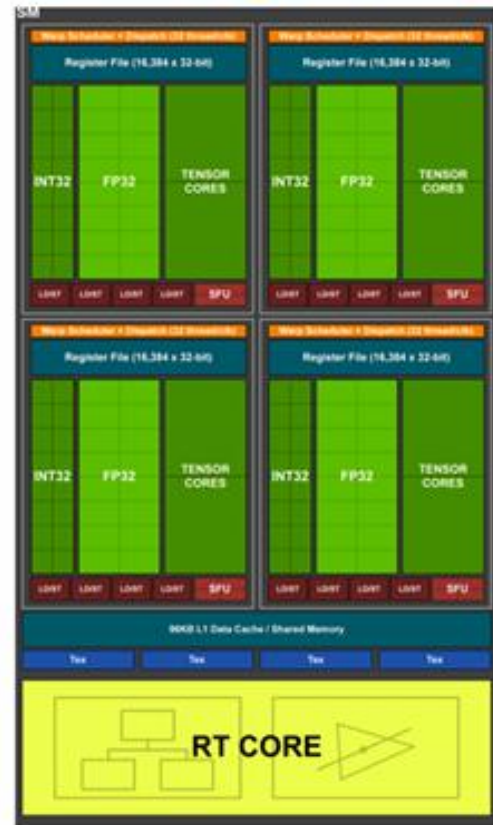 SM
Warp Scheduler + Dispatch (32 thread/clk) Warp Scheduler + Dispatch (32 thread/clk)
Register File (16,384 x 32-bit) Register File (16,384 x 32-bit)
INT32 FP32 TENSOR CORES INT32 FP32 TENSOR CORES
LD/ST LD/ST LD/ST LD/ST SFU LD/ST LD/ST LD/ST LD/ST SFU
Warp Scheduler + Dispatch (32 thread/clk) Warp Scheduler + Dispatch (32 thread/clk)
Register File (16,384 x 32-bit) Register File (16,384 x 32-bit)
INT32 FP32 TENSOR CORES INT32 FP32 TENSOR CORES
LD/ST LD/ST LD/ST LD/ST SFU LD/ST LD/ST LD/ST LD/ST SFU
96KB L1 Data Cache / Shared Memory
Tex Tex Tex Tex
RT CORE